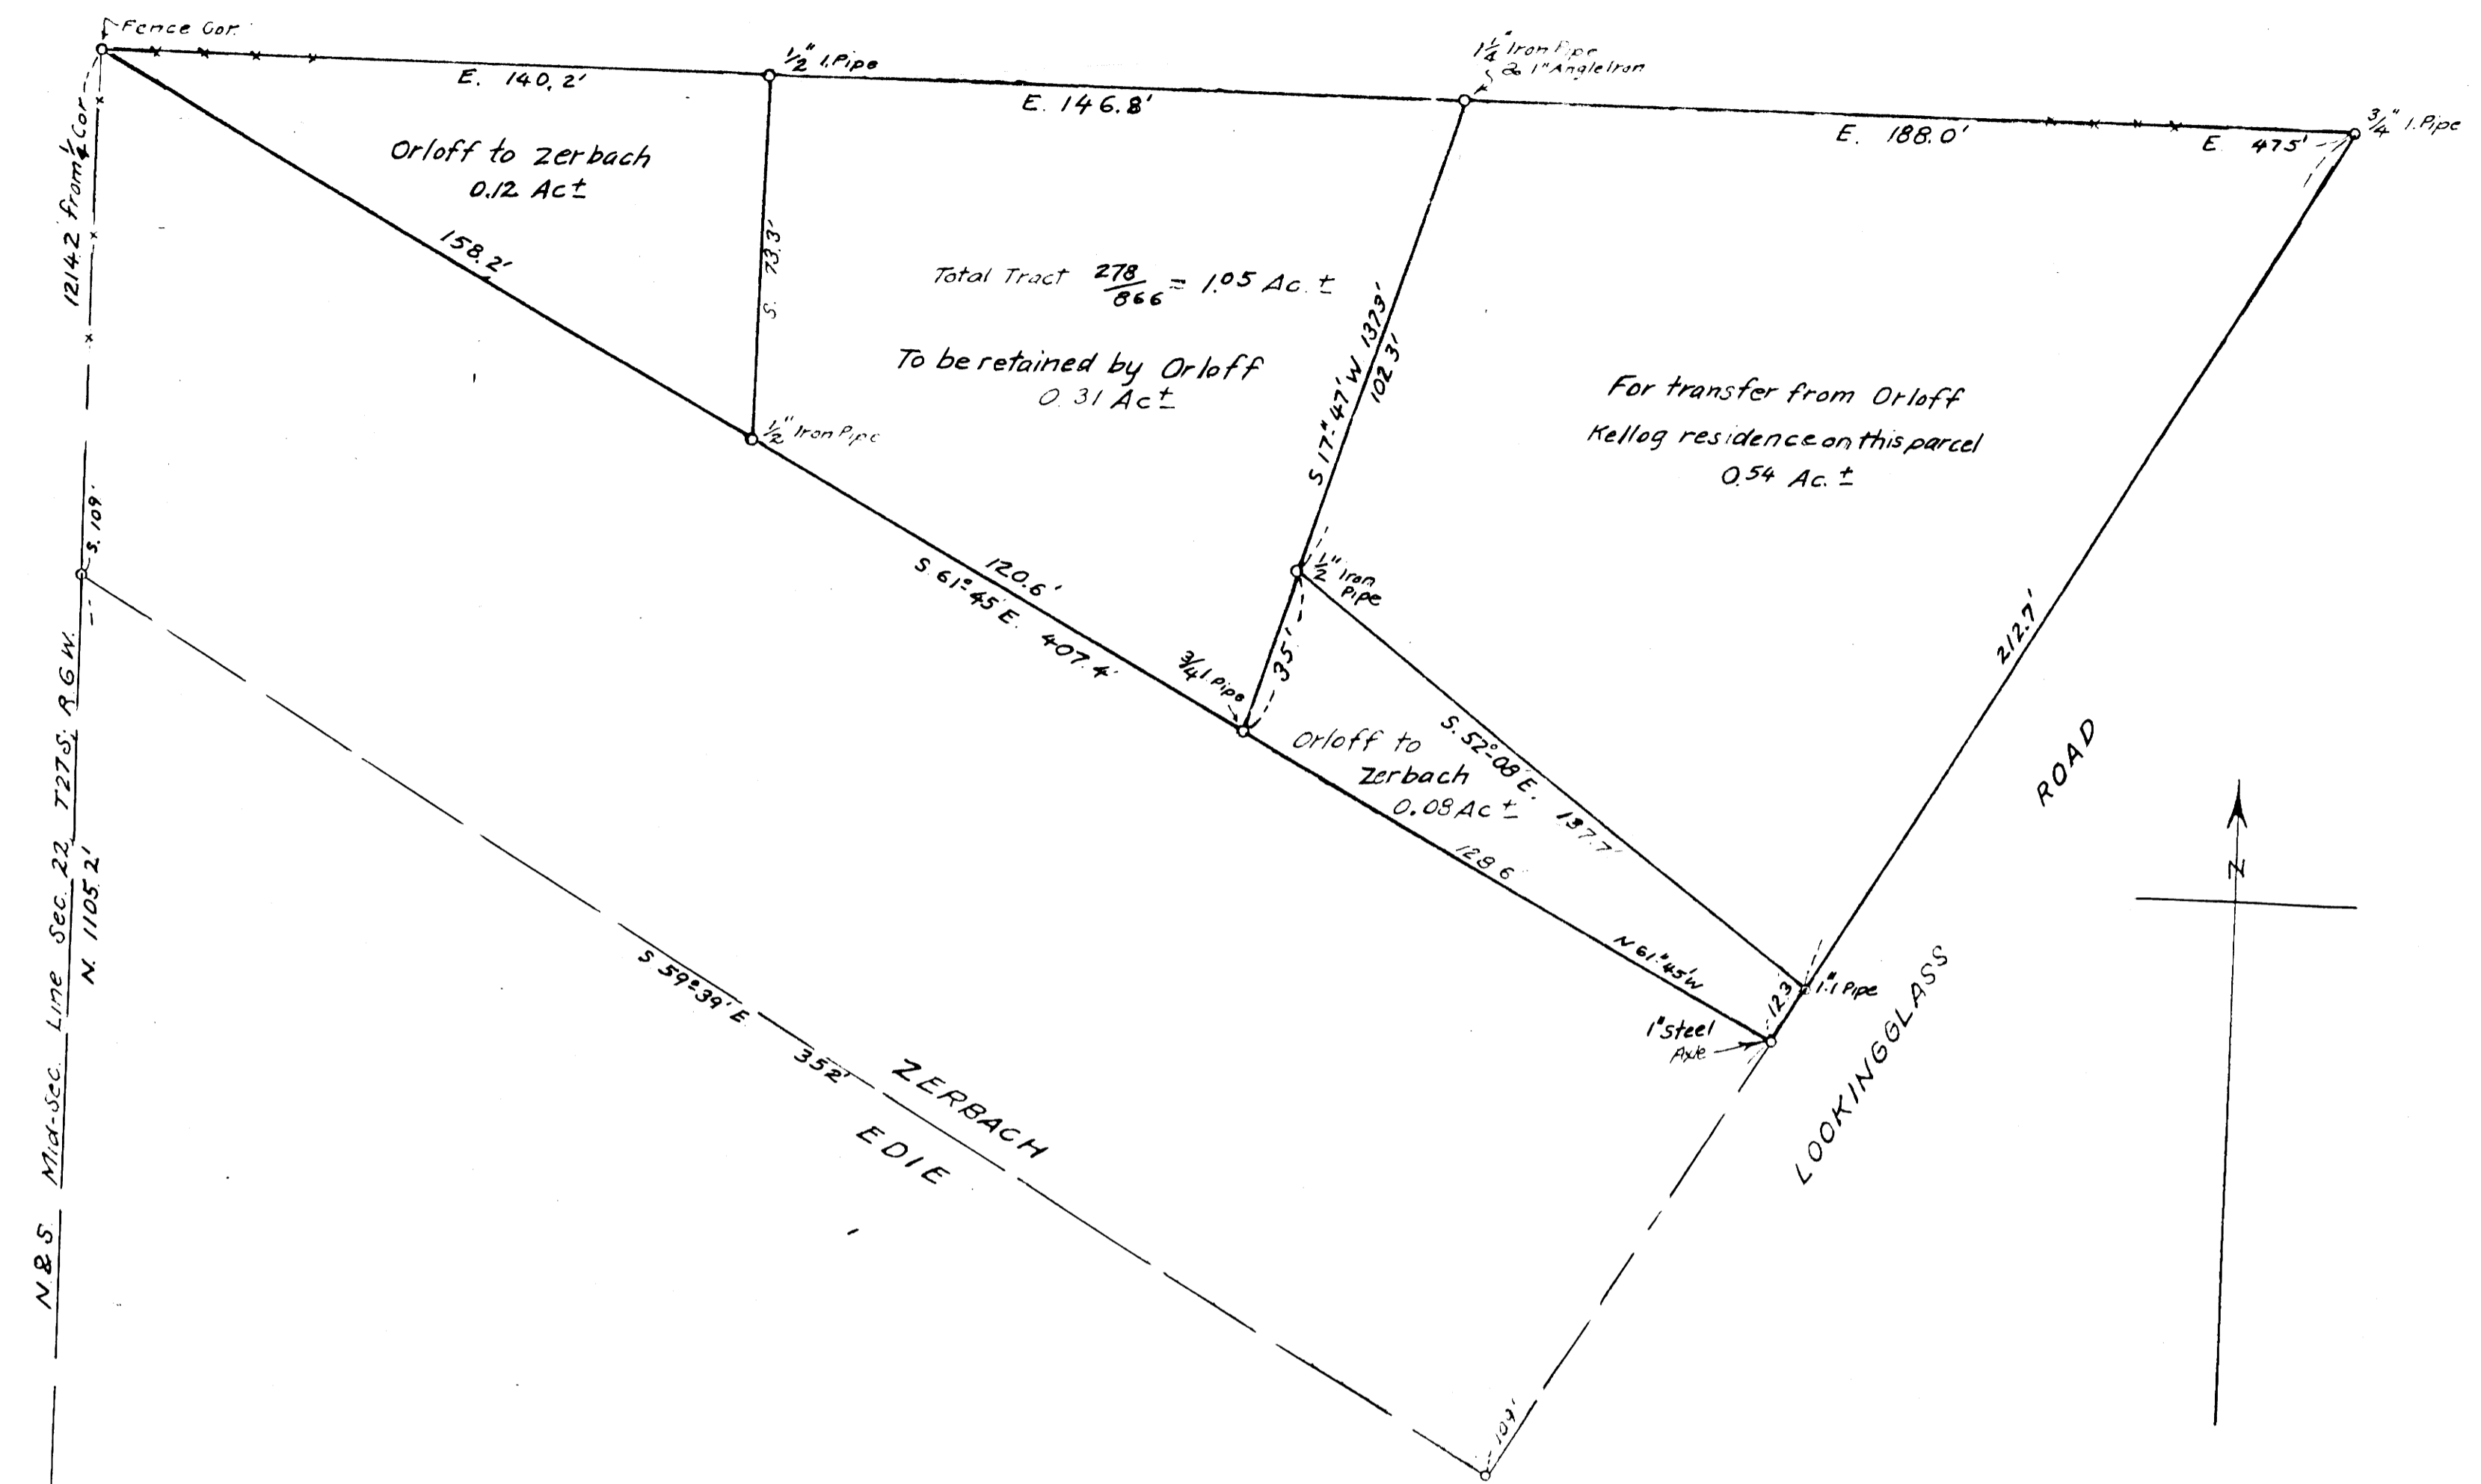 Fence Cor.
E. 140.2'
1/2" I. Pipe
E. 146.8'
1 1/4" Iron Pipe
& 1" Angle Iron
E. 188.0'
E. 475'
3/4" I. Pipe
1214.2' from 1/4 Cor
Orloff to Zerbach
0.12 Ac ±
158.2'
S. 73.3'
Total Tract 278/866 = 1.05 Ac. ±
To be retained by Orloff
0.31 Ac ±
S 17°-47' W 137.3'
102.3'
For transfer from Orloff
Kellog residence on this parcel
0.54 Ac. ±
1/2" Iron Pipe
S. 109'
120.6'
S. 61°-45' E. 407.4'
1/2" Iron
Pipe
35'
3/4 I. Pipe
212.7'
Orloff to
Zerbach
0.08 Ac ±
S. 52°-08' E. 137.7'
128.6
N 61°-45' W
12.3
1" I Pipe
1" Steel
Axle
LOOKINGGLASS ROAD
N
N & S Mid-Sec. Line Sec. 22 T27S; R 6 W.
N. 1105.2'
S 59°-39' E
352'
ZERBACH
EDIE
109'